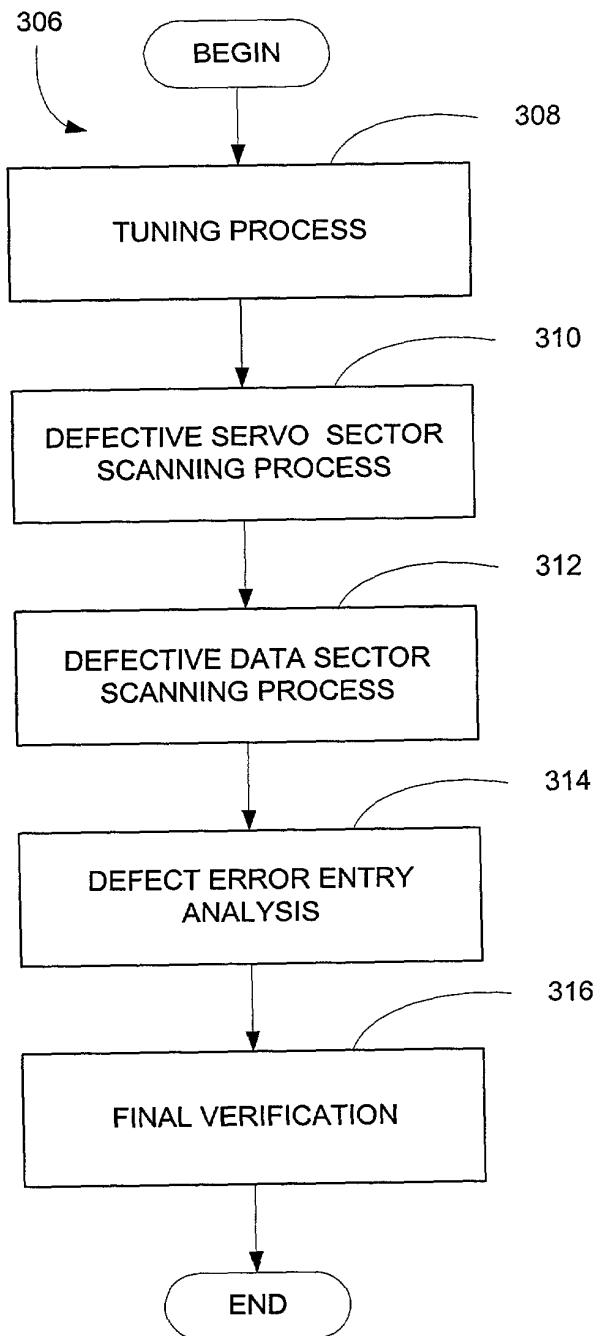 306
BEGIN
308
TUNING PROCESS
310
DEFECTIVE SERVO SECTOR
SCANNING PROCESS
312
DEFECTIVE DATA SECTOR
SCANNING PROCESS
314
DEFECT ERROR ENTRY
ANALYSIS
316
FINAL VERIFICATION
END